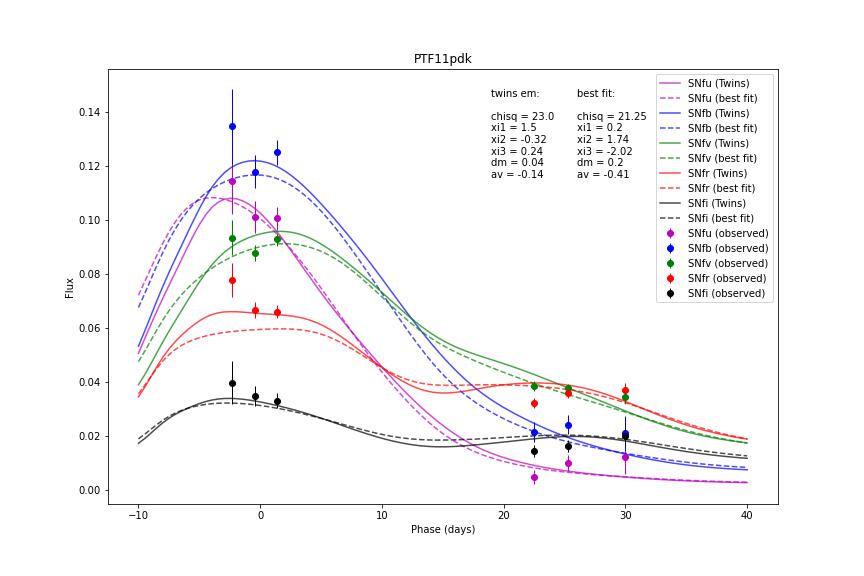 PTF11pdk
twins em: best fit:
chisq = 23.0 chisq = 21.25
xi1 = 1.5 xi1 = 0.2
xi2 = -0.32 xi2 = 1.74
xi3 = 0.24 xi3 = -2.02
dm = 0.04 dm = 0.2
av = -0.14 av = -0.41
SNfu (Twins)
SNfu (best fit)
SNfb (Twins)
SNfb (best fit)
SNfv (Twins)
SNfv (best fit)
SNfr (Twins)
SNfr (best fit)
SNfi (Twins)
SNfi (best fit)
SNfu (observed)
SNfb (observed)
SNfv (observed)
SNfr (observed)
SNfi (observed)
Flux
0.14
0.12
0.10
0.08
0.06
0.04
0.02
0.00
−10 0 10 20 30 40
Phase (days)